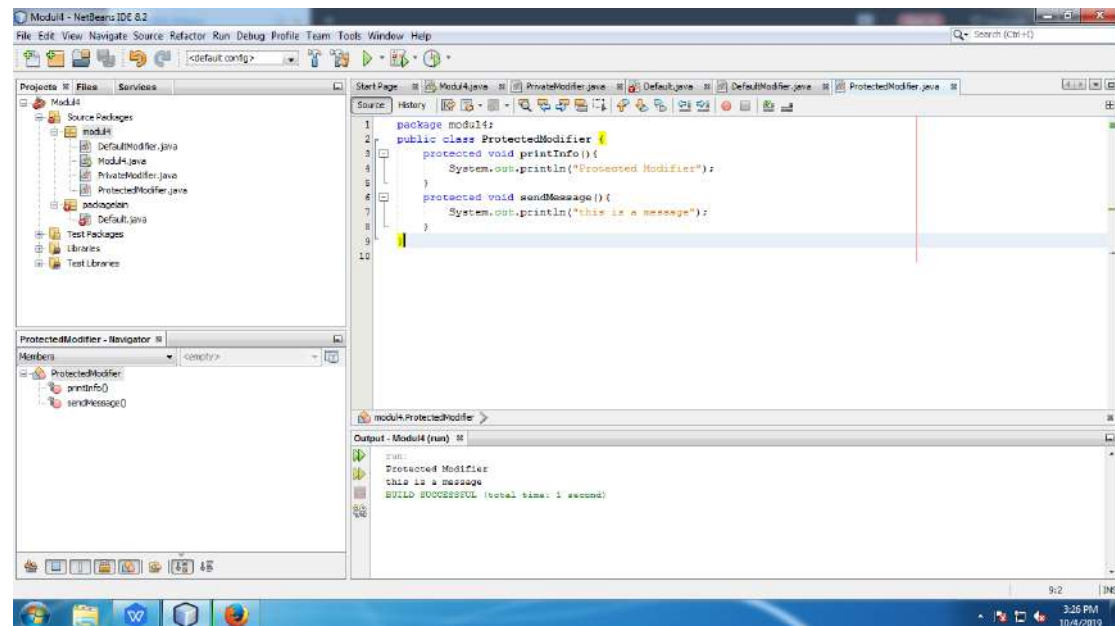 Modul4 - NetBeans IDE 8.2
File Edit View Navigate Source Refactor Run Debug Profile Team Tools Window Help
Search (Ctrl+I)
<default config>
Projects Files Services
Modul4
Source Packages
modul4
DefaultModifier.java
Modul4.java
PrivateModifier.java
ProtectedModifier.java
packagelain
Default.java
Test Packages
Libraries
Test Libraries
ProtectedModifier - Navigator
Members <empty>
ProtectedModifier
printInfo()
sendMessage()
Start Page Modul4.java PrivateModifier.java Default.java DefaultModifier.java ProtectedModifier.java
Source History
1 package modul4;
2 public class ProtectedModifier {
3 protected void printInfo(){
4 System.out.println("Protected Modifier");
5 }
6 protected void sendMessage(){
7 System.out.println("this is a message");
8 }
9 }
10
modul4.ProtectedModifier
Output - Modul4 (run)
run:
Protected Modifier
this is a message
BUILD SUCCESSFUL (total time: 1 second)
9:2 INS
3:26 PM
10/4/2019